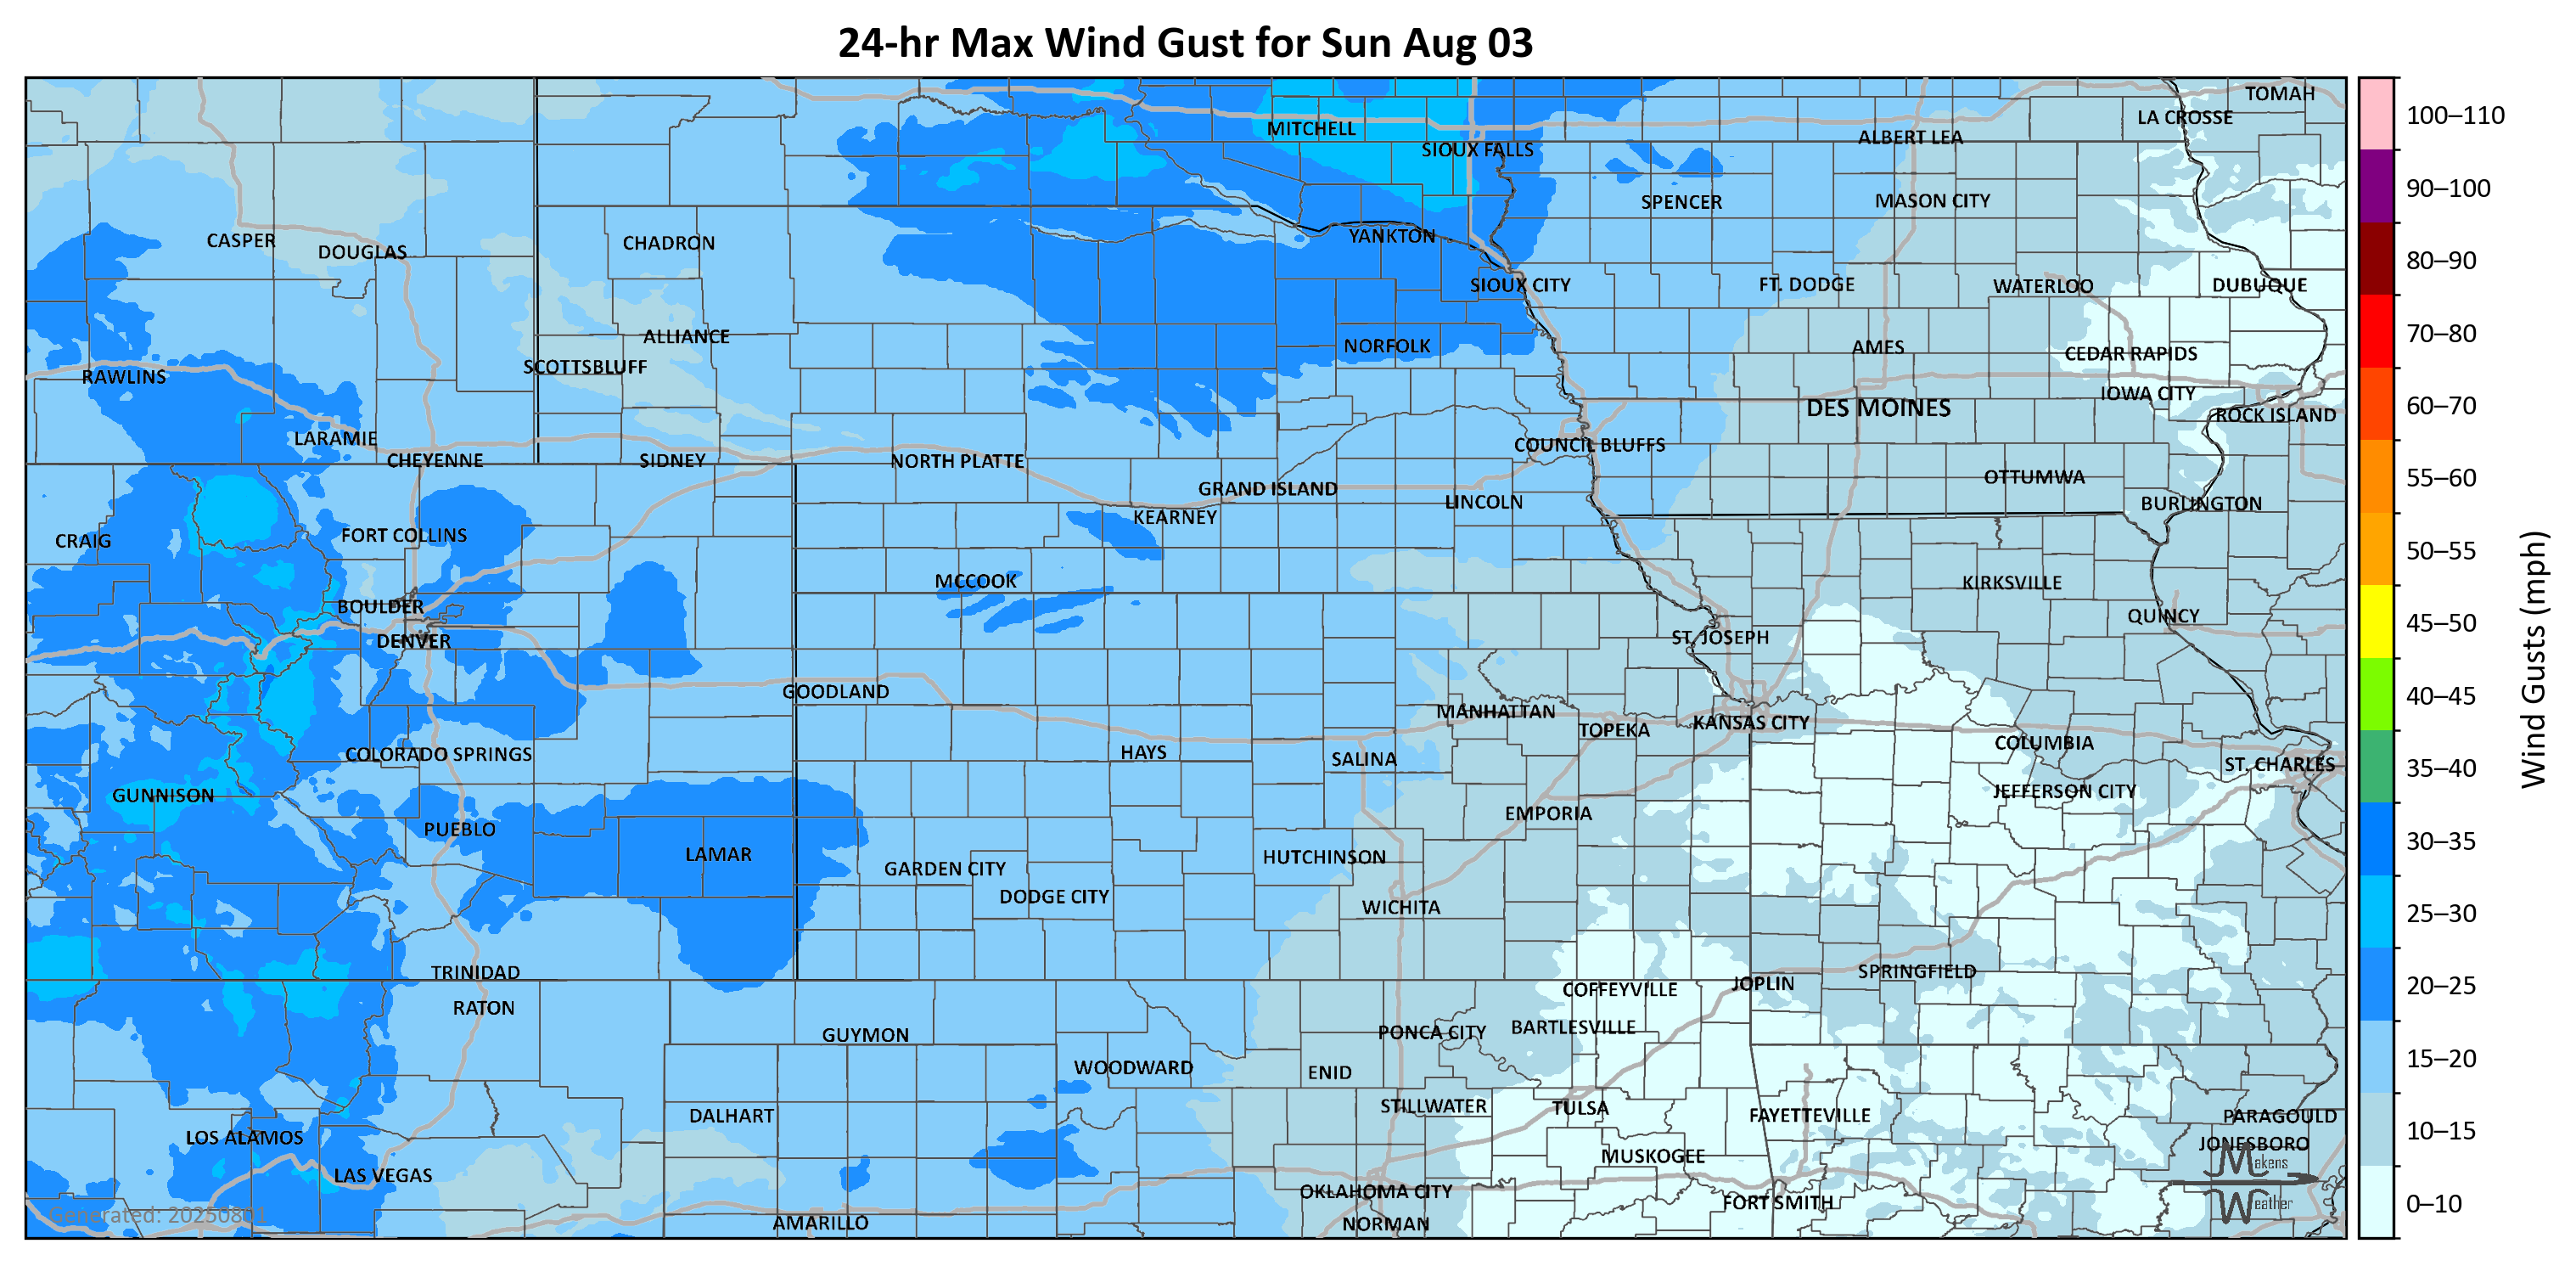 24-hr Max Wind Gust for Sun Aug 03
TOMAH
LA CROSSE
MITCHELL
ALBERT LEA
SIOUX FALLS
SPENCER
MASON CITY
CASPER
DOUGLAS
CHADRON
YANKTON
SIOUX CITY
FT. DODGE
WATERLOO
DUBUQUE
ALLIANCE
NORFOLK
AMES
CEDAR RAPIDS
SCOTTSBLUFF
RAWLINS
IOWA CITY
DES MOINES
ROCK ISLAND
LARAMIE
COUNCIL BLUFFS
CHEYENNE
SIDNEY
NORTH PLATTE
OTTUMWA
GRAND ISLAND
LINCOLN
BURLINGTON
KEARNEY
CRAIG
FORT COLLINS
MCCOOK
KIRKSVILLE
BOULDER
QUINCY
DENVER
ST. JOSEPH
GOODLAND
MANHATTAN
TOPEKA
KANSAS CITY
COLORADO SPRINGS
HAYS
SALINA
COLUMBIA
ST. CHARLES
GUNNISON
JEFFERSON CITY
EMPORIA
PUEBLO
LAMAR
HUTCHINSON
GARDEN CITY
DODGE CITY
WICHITA
TRINIDAD
SPRINGFIELD
JOPLIN
COFFEYVILLE
RATON
GUYMON
PONCA CITY
BARTLESVILLE
WOODWARD
ENID
DALHART
STILLWATER
TULSA
FAYETTEVILLE
PARAGOULD
LOS ALAMOS
JONESBORO
MUSKOGEE
LAS VEGAS
OKLAHOMA CITY
FORT SMITH
AMARILLO
NORMAN
Generated: 20250801
Makens
Weather
100–110
90–100
80–90
70–80
60–70
55–60
50–55
45–50
40–45
35–40
30–35
25–30
20–25
15–20
10–15
0–10
Wind Gusts (mph)